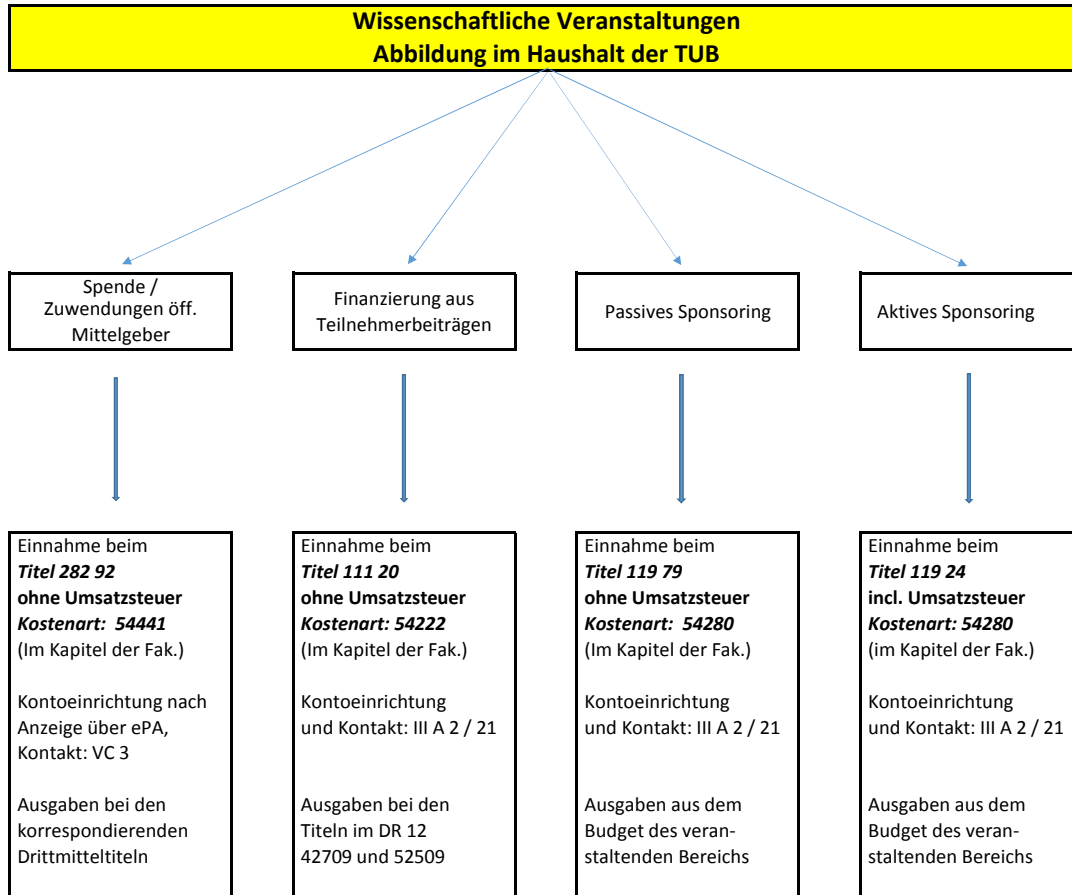 Wissenschaftliche Veranstaltungen
Abbildung im Haushalt der TUB
Spende /
Zuwendungen öff.
Mittelgeber
Finanzierung aus
Teilnehmerbeiträgen
Passives Sponsoring
Aktives Sponsoring
Einnahme beim
Titel 282 92
ohne Umsatzsteuer
Kostenart: 54441
(Im Kapitel der Fak.)
Kontoeinrichtung nach
Anzeige über ePA,
Kontakt: VC 3
Ausgaben bei den
korrespondierenden
Drittmitteltiteln
Einnahme beim
Titel 111 20
ohne Umsatzsteuer
Kostenart: 54222
(Im Kapitel der Fak.)
Kontoeinrichtung
und Kontakt: III A 2 / 21
Ausgaben bei den
Titeln im DR 12
42709 und 52509
Einnahme beim
Titel 119 79
ohne Umsatzsteuer
Kostenart: 54280
(Im Kapitel der Fak.)
Kontoeinrichtung
und Kontakt: III A 2 / 21
Ausgaben aus dem
Budget des veran-
staltenden Bereichs
Einnahme beim
Titel 119 24
incl. Umsatzsteuer
Kostenart: 54280
(im Kapitel der Fak.)
Kontoeinrichtung
und Kontakt: III A 2 / 21
Ausgaben aus dem
Budget des veran-
staltenden Bereichs